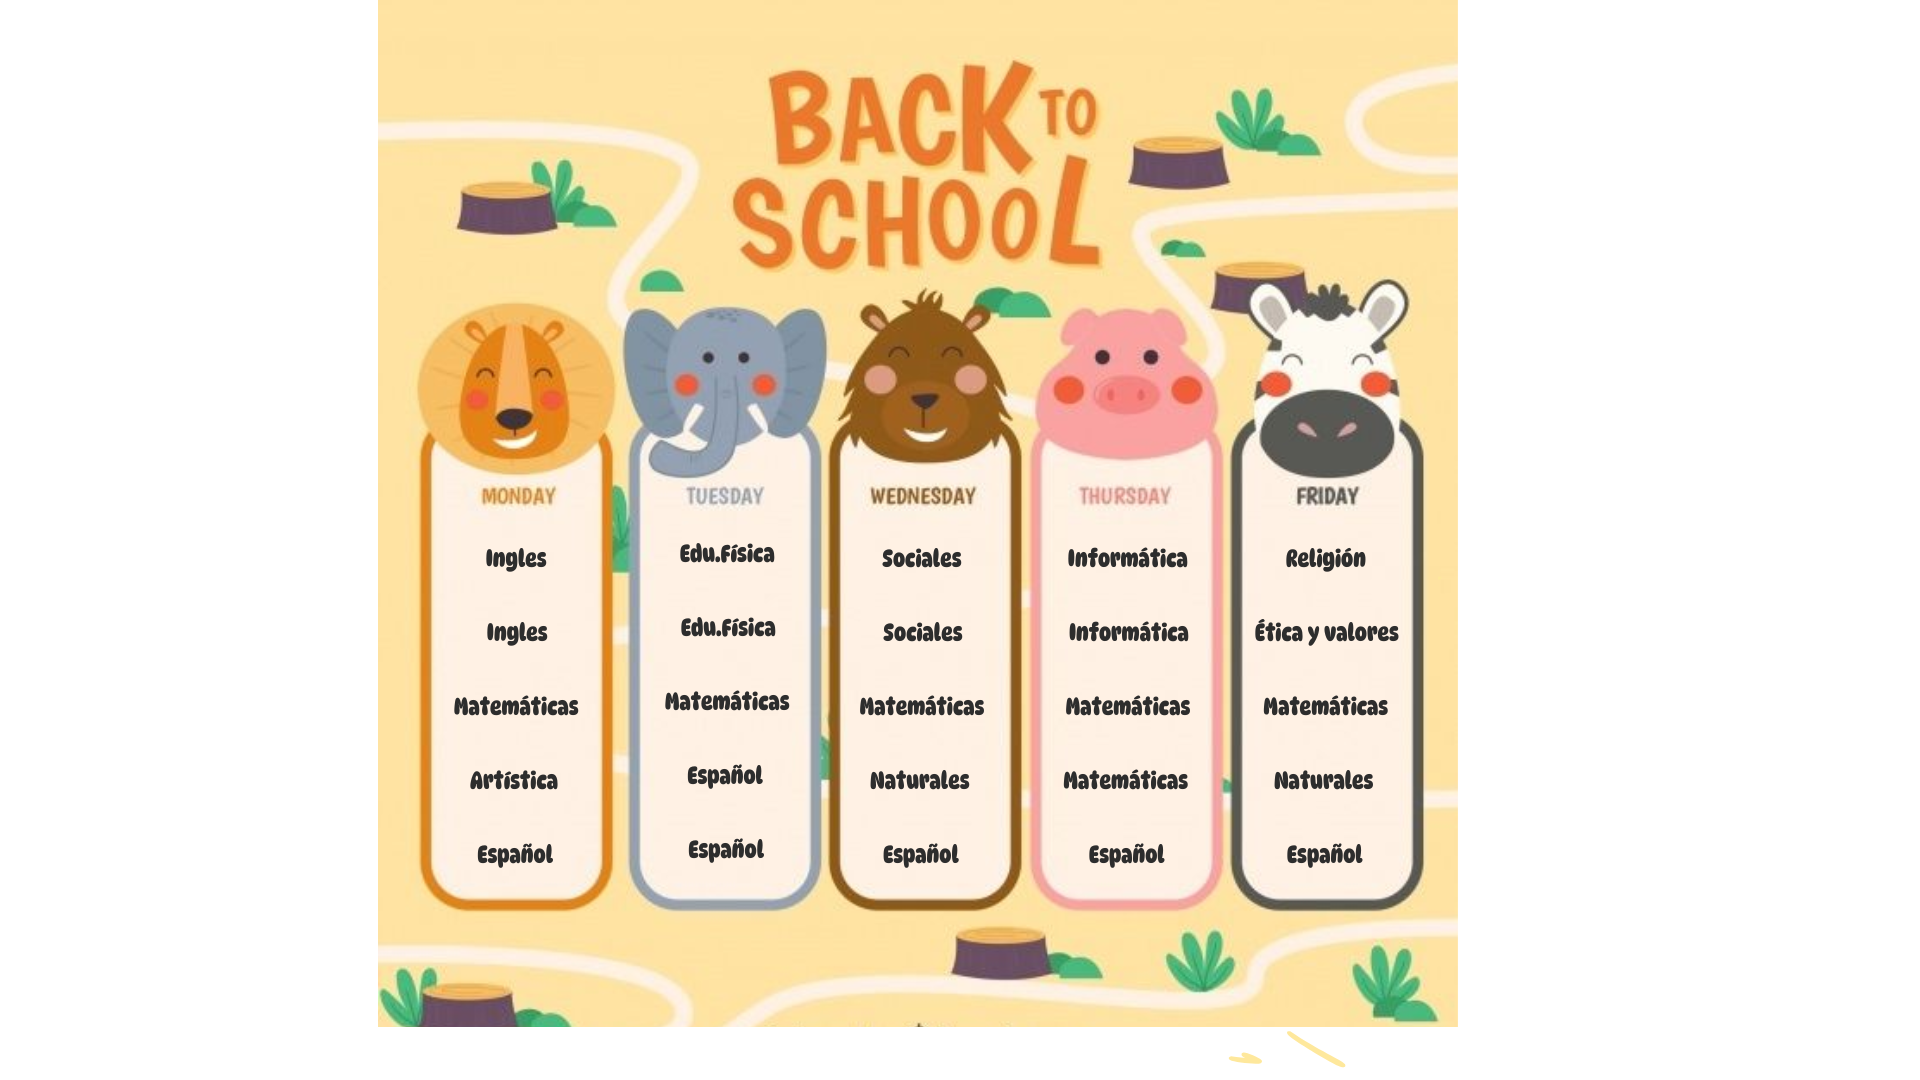 BACK TO
SCHOOL
MONDAY
Ingles
Ingles
Matemáticas
Artística
Español
TUESDAY
Edu.Física
Edu.Física
Matemáticas
Español
Español
WEDNESDAY
Sociales
Sociales
Matemáticas
Naturales
Español
THURSDAY
Informática
Informática
Matemáticas
Matemáticas
Español
FRIDAY
Religión
Ética y valores
Matemáticas
Naturales
Español